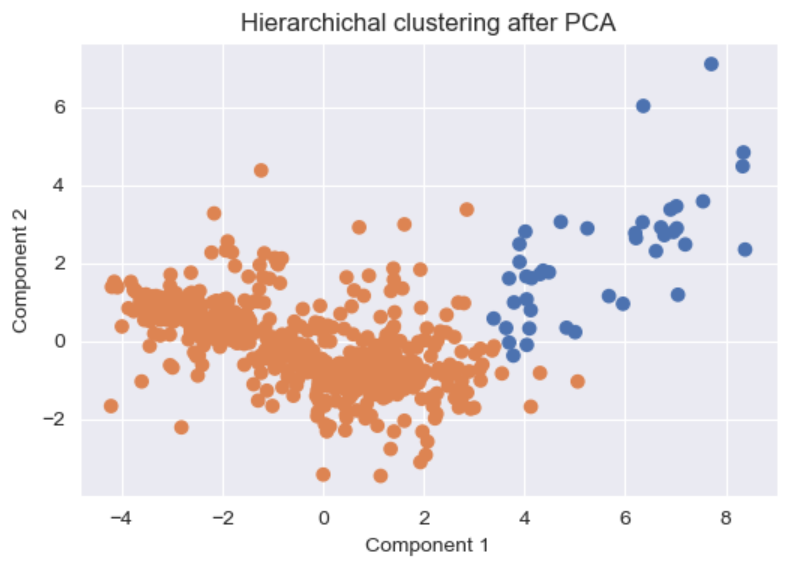 Hierarchichal clustering after PCA
6
4
2
0
−2
Component 2
−4 −2 0 2 4 6 8
Component 1